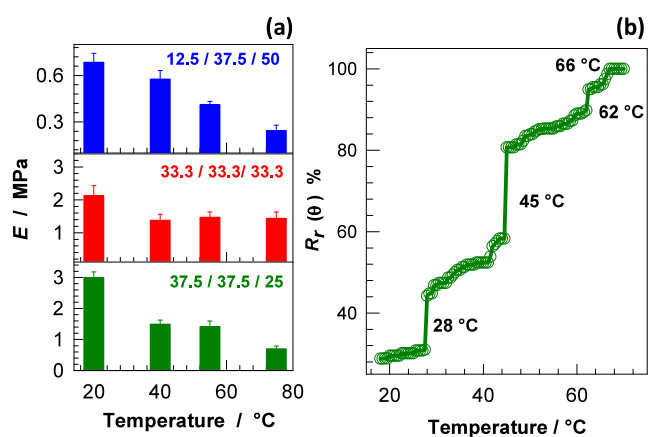 (a)
12.5 / 37.5 / 50
0.6
0.3
33.3 / 33.3/ 33.3
3
2
1
37.5 / 37.5 / 25
3
2
1
0
E / MPa
20 40 60 80
Temperature / °C
(b)
100
80
60
40
R_r (θ) %
66 °C
62 °C
45 °C
28 °C
20 40 60
Temperature / °C